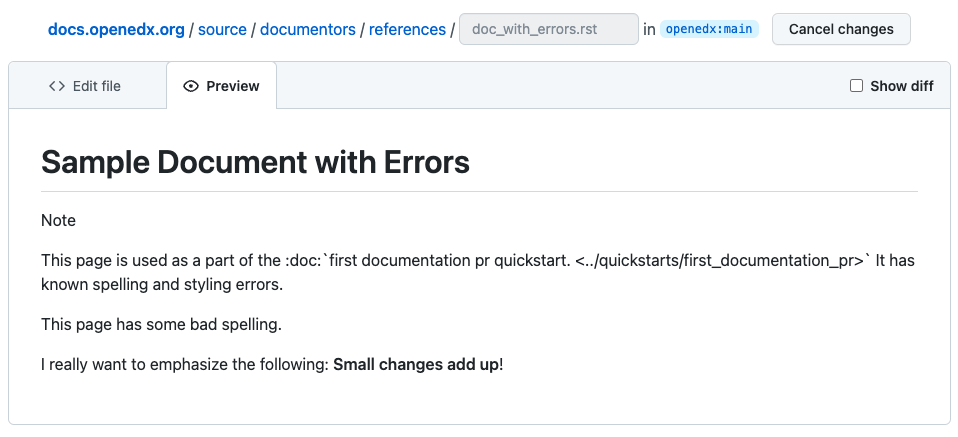 docs.openedx.org / source / documentors / references / doc_with_errors.rst in openedx:main Cancel changes
<> Edit file Preview Show diff
Sample Document with Errors
Note
This page is used as a part of the :doc:`first documentation pr quickstart. <../quickstarts/first_documentation_pr>` It has
known spelling and styling errors.
This page has some bad spelling.
I really want to emphasize the following: Small changes add up!